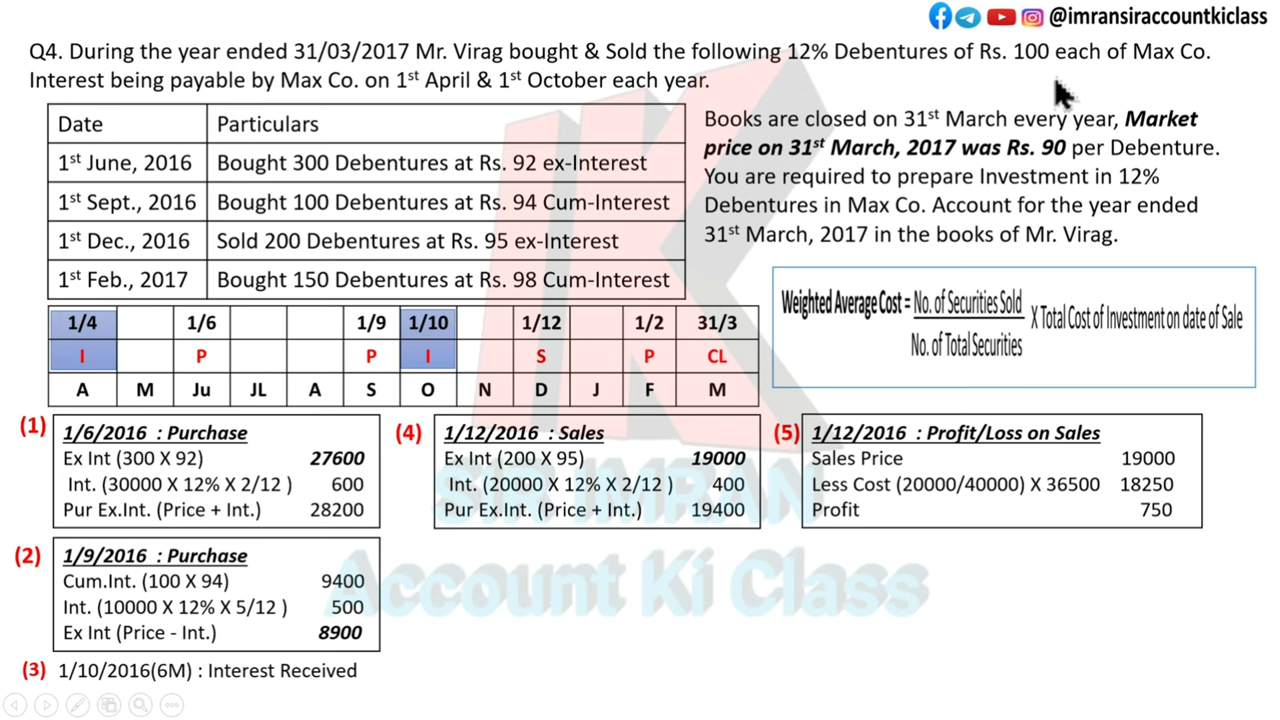 @imransiraccountkiclass
Q4. During the year ended 31/03/2017 Mr. Virag bought & Sold the following 12% Debentures of Rs. 100 each of Max Co.
Interest being payable by Max Co. on 1st April & 1st October each year.
Date Particulars
1st June, 2016 Bought 300 Debentures at Rs. 92 ex-Interest
1st Sept., 2016 Bought 100 Debentures at Rs. 94 Cum-Interest
1st Dec., 2016 Sold 200 Debentures at Rs. 95 ex-Interest
1st Feb., 2017 Bought 150 Debentures at Rs. 98 Cum-Interest
Books are closed on 31st March every year, Market
price on 31st March, 2017 was Rs. 90 per Debenture.
You are required to prepare Investment in 12%
Debentures in Max Co. Account for the year ended
31st March, 2017 in the books of Mr. Virag.
Weighted Average Cost = No. of Securities Sold X Total Cost of Investment on date of Sale
No. of Total Securities
1/4 1/6 1/9 1/10 1/12 1/2 31/3
I P P I S P CL
A M Ju JL A S O N D J F M
(1) 1/6/2016 : Purchase
Ex Int (300 X 92) 27600
Int. (30000 X 12% X 2/12 ) 600
Pur Ex.Int. (Price + Int.) 28200
(4) 1/12/2016 : Sales
Ex Int (200 X 95) 19000
Int. (20000 X 12% X 2/12 ) 400
Pur Ex.Int. (Price + Int.) 19400
(5) 1/12/2016 : Profit/Loss on Sales
Sales Price 19000
Less Cost (20000/40000) X 36500 18250
Profit 750
(2) 1/9/2016 : Purchase
Cum.Int. (100 X 94) 9400
Int. (10000 X 12% X 5/12 ) 500
Ex Int (Price - Int.) 8900
(3) 1/10/2016(6M) : Interest Received
SIR IMRAN
Account Ki Class